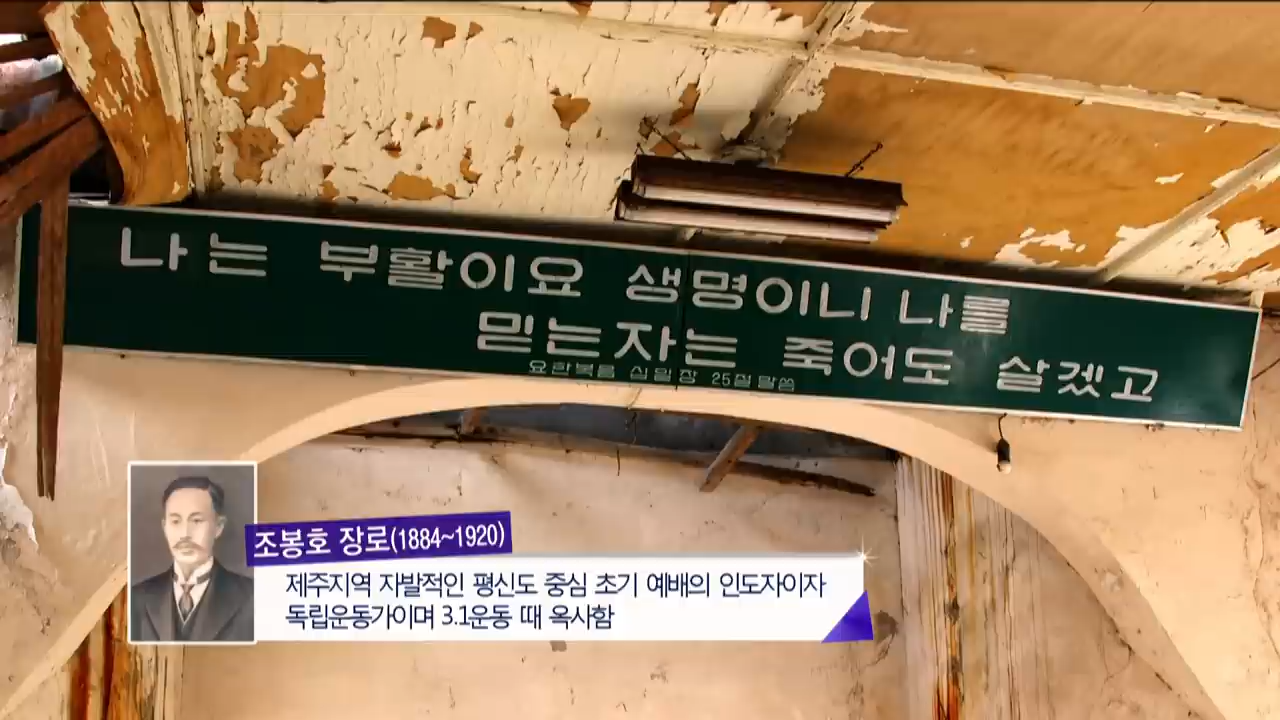 나는 부활이요 생명이니 나를
믿는자는 죽어도 살겠고
요한복음 십일장 25절 말씀
조봉호 장로(1884~1920)
제주지역 자발적인 평신도 중심 초기 예배의 인도자이자
독립운동가이며 3.1운동 때 옥사함